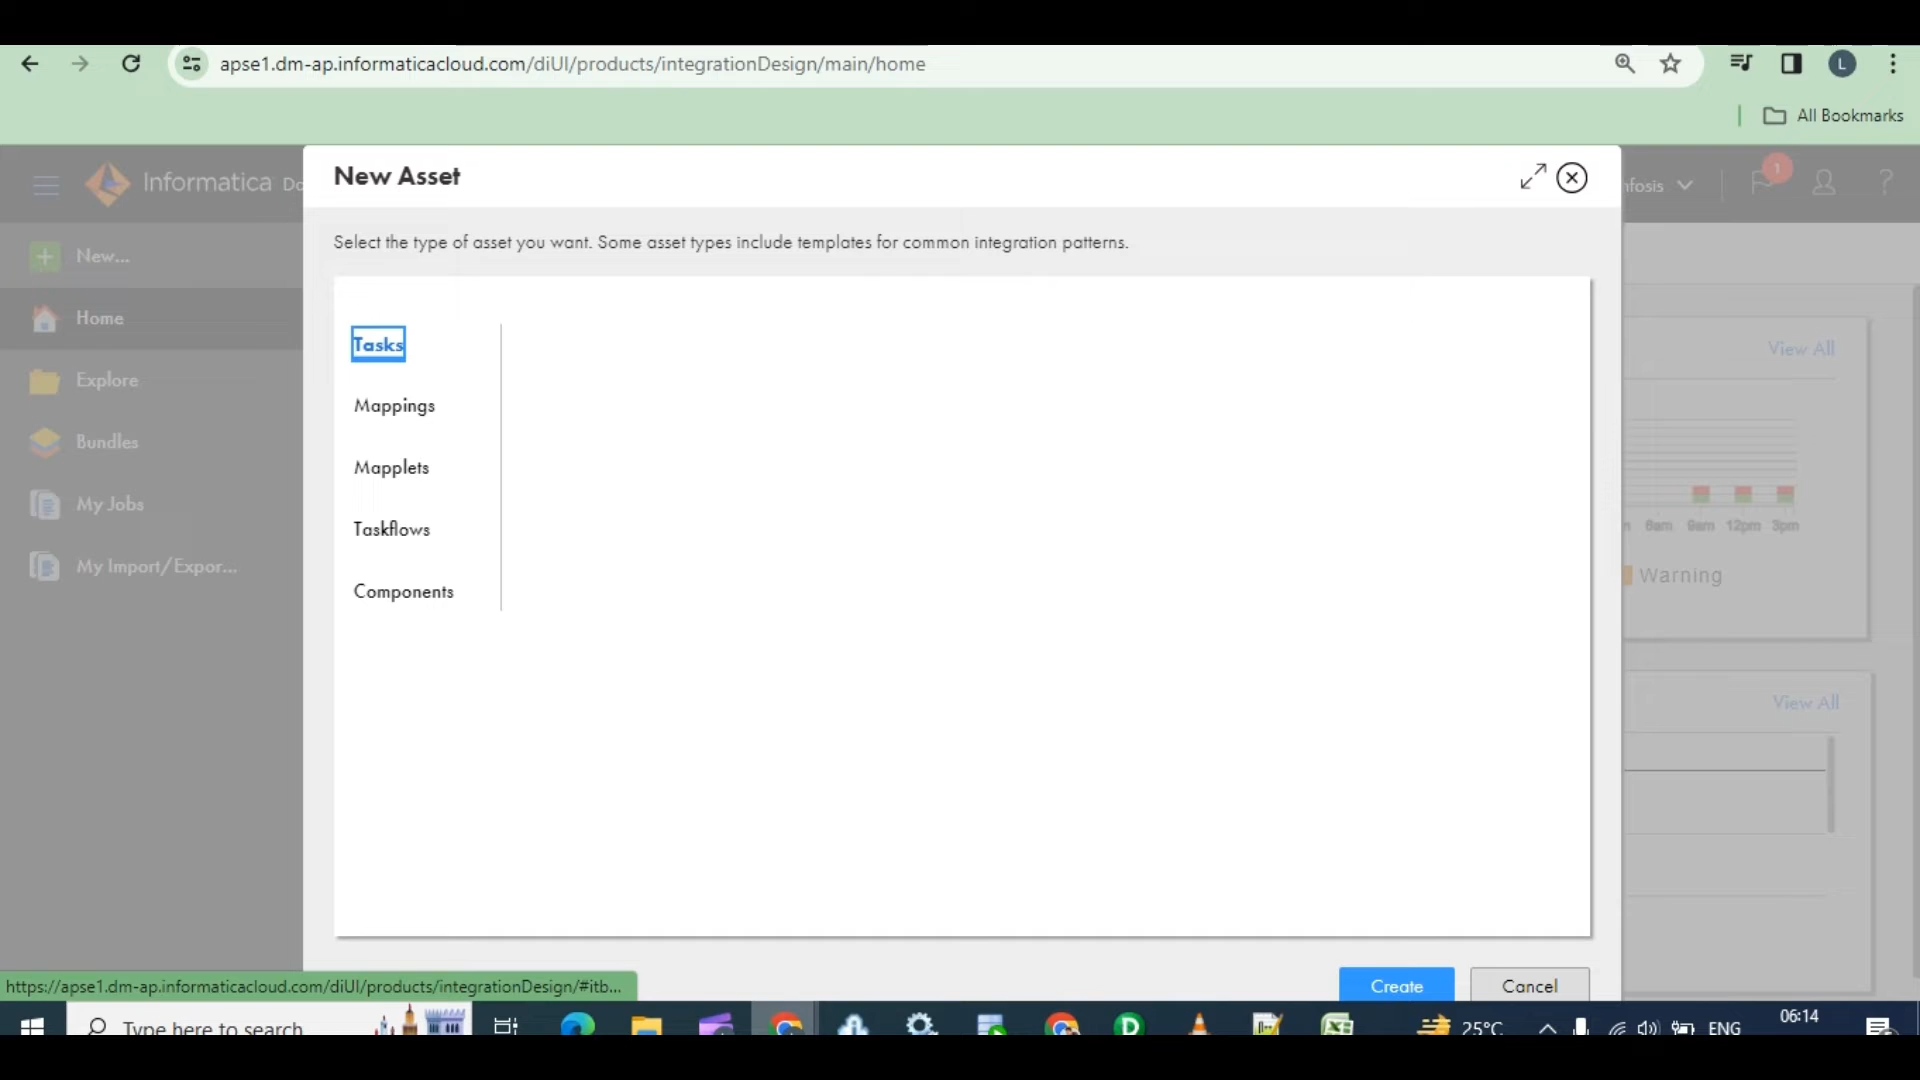 apse1.dm-ap.informaticacloud.com/diUI/products/integrationDesign/main/home
All Bookmarks
Informatica
New Asset
1
?
Select the type of asset you want. Some asset types include templates for common integration patterns.
New...
Home
Explore
Bundles
My Jobs
My Import/Expor...
Tasks
Mappings
Mapplets
Taskflows
Components
View All
6am 9am 12pm 3pm
Warning
View All
https://apse1.dm-ap.informaticacloud.com/diUI/products/integrationDesign/#itb...
Create
Cancel
Type here to search
25°C
ENG
06:14
L
D